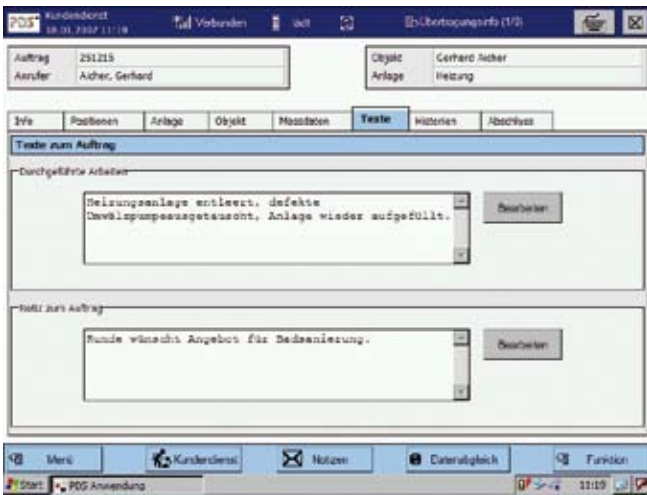 PDS Kundendienst
18.01.2007 11:19
Verbunden
lädt
Übertragungsinfo (1/0)
Auftrag 251215
Anrufer Aicher, Gerhard
Objekt Gerhard Aicher
Anlage Heizung
Info Positionen Anlage Objekt Messdaten Texte Historien Abschluss
Texte zum Auftrag
Durchgeführte Arbeiten
Heizungsanlage entleert, defekte
Umwälzpumpeausgetauscht, Anlage wieder aufgefüllt.
Bearbeiten
Notiz zum Auftrag
Kunde wünscht Angebot für Badsanierung.
Bearbeiten
Menü Kundendienst Notizen Datenabgleich Funktion
Start PDS Anwendung 11:19